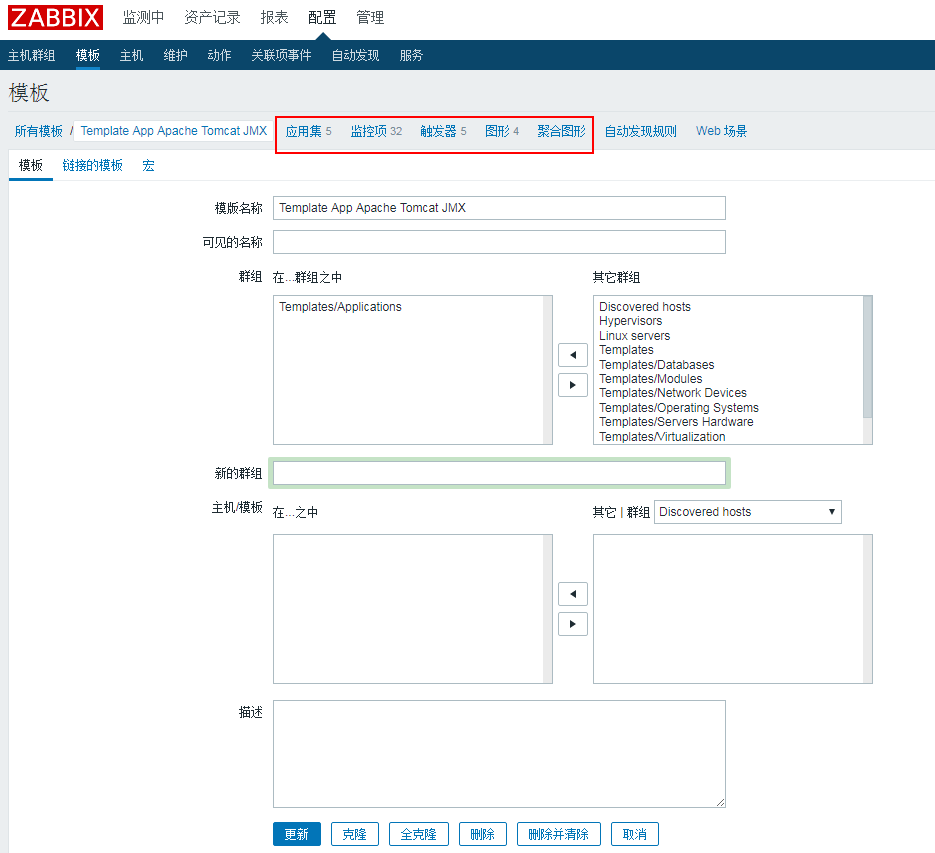 ZABBIX 监测中 资产记录 报表 配置 管理
主机群组 模板 主机 维护 动作 关联项事件 自动发现 服务
模板
所有模板 / Template App Apache Tomcat JMX 应用集 5 监控项 32 触发器 5 图形 4 聚合图形 自动发现规则 Web 场景
模板 链接的模板 宏
模版名称 Template App Apache Tomcat JMX
可见的名称
群组 在...群组之中 其它群组
Templates/Applications Discovered hosts
Hypervisors
Linux servers
Templates
Templates/Databases
Templates/Modules
Templates/Network Devices
Templates/Operating Systems
Templates/Servers Hardware
Templates/Virtualization
新的群组
主机/模板 在...之中 其它 | 群组 Discovered hosts
描述
更新 克隆 全克隆 删除 删除并清除 取消